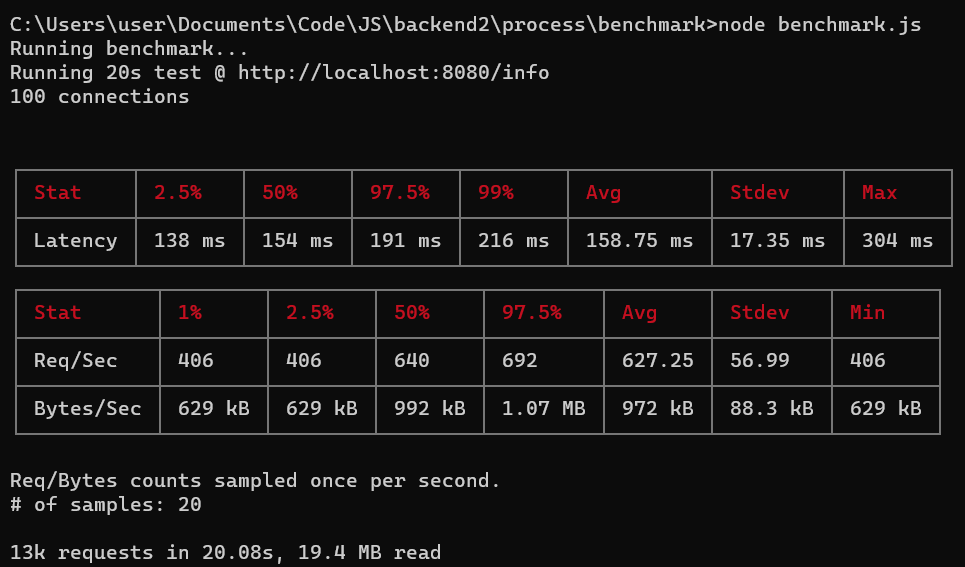 C:\Users\user\Documents\Code\JS\backend2\process\benchmark>node benchmark.js
Running benchmark...
Running 20s test @ http://localhost:8080/info
100 connections
Stat 2.5% 50% 97.5% 99% Avg Stdev Max
Latency 138 ms 154 ms 191 ms 216 ms 158.75 ms 17.35 ms 304 ms
Stat 1% 2.5% 50% 97.5% Avg Stdev Min
Req/Sec 406 406 640 692 627.25 56.99 406
Bytes/Sec 629 kB 629 kB 992 kB 1.07 MB 972 kB 88.3 kB 629 kB
Req/Bytes counts sampled once per second.
# of samples: 20
13k requests in 20.08s, 19.4 MB read